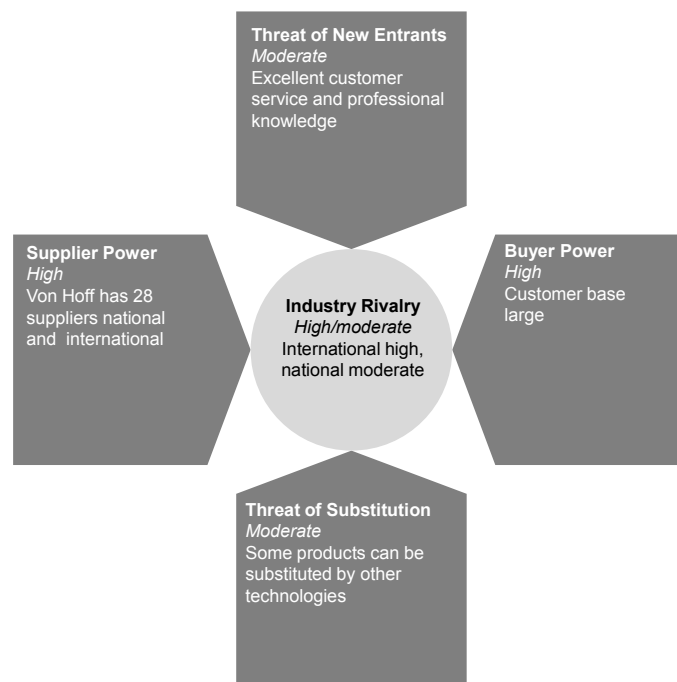 Threat of New Entrants
Moderate
Excellent customer
service and professional
knowledge
Supplier Power
High
Von Hoff has 28
suppliers national
and  international
Industry Rivalry
High/moderate
International high,
national moderate
Buyer Power
High
Customer base
large
Threat of Substitution
Moderate
Some products can be
substituted by other
technologies